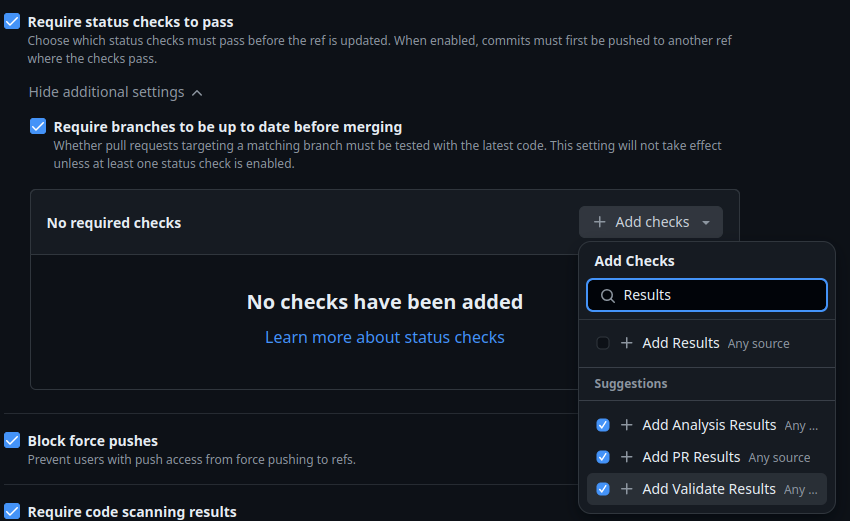 Require status checks to pass
Choose which status checks must pass before the ref is updated. When enabled, commits must first be pushed to another ref
where the checks pass.
Hide additional settings
Require branches to be up to date before merging
Whether pull requests targeting a matching branch must be tested with the latest code. This setting will not take effect
unless at least one status check is enabled.
No required checks
+ Add checks
Add Checks
Results
No checks have been added
Learn more about status checks
+ Add Results Any source
Suggestions
+ Add Analysis Results Any ...
+ Add PR Results Any source
+ Add Validate Results Any ...
Block force pushes
Prevent users with push access from force pushing to refs.
Require code scanning results